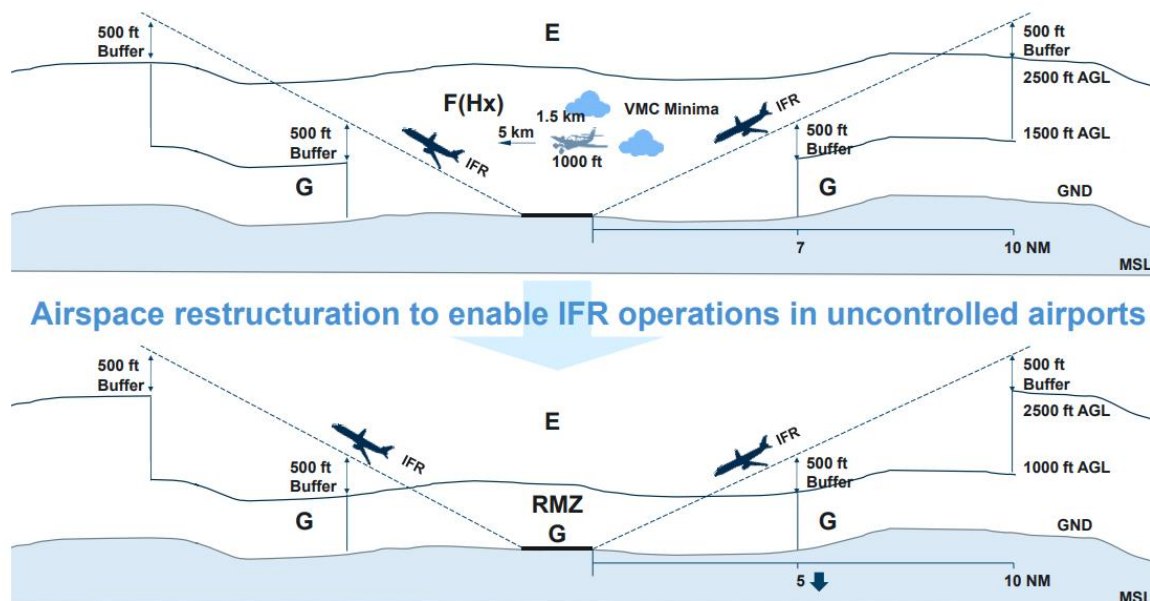 500 ft
Buffer
E
500 ft
Buffer
2500 ft AGL
F(Hx)
1.5 km
VMC Minima
IFR
500 ft
Buffer
5 km
1000 ft
IFR
500 ft
Buffer
1500 ft AGL
G
G
GND
7
10 NM
MSL
Airspace restructuration to enable IFR operations in uncontrolled airports
500 ft
Buffer
E
500 ft
Buffer
2500 ft AGL
IFR
IFR
500 ft
Buffer
500 ft
Buffer
1000 ft AGL
RMZ
G
G
G
GND
5
10 NM
MSL